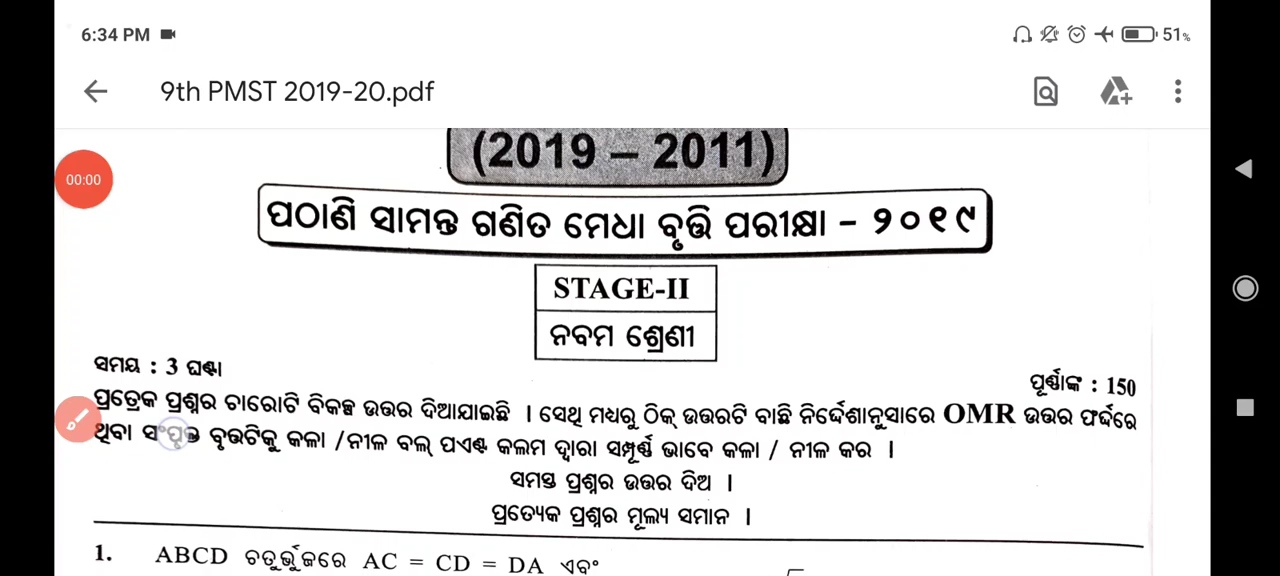 6:34 PM 51%
9th PMST 2019-20.pdf
(2019 – 2011)
00:00
ପଠାଣି ସାମନ୍ତ ଗଣିତ ମେଧା ବୃତ୍ତି ପରୀକ୍ଷା – ୨୦୧୯
STAGE-II
ନବମ ଶ୍ରେଣୀ
ସମୟ : 3 ଘଣ୍ଟା
ପୂର୍ଣ୍ଣାଙ୍କ : 150
ପ୍ରତ୍ରେକ ପ୍ରଶ୍ନର ଚାରୋଟି ବିକଳ୍ପ ଉତ୍ତର ଦିଆଯାଇଛି । ସେଥି ମଧ୍ୟରୁ ଠିକ୍ ଉତ୍ତରଟି ବାଛି ନିର୍ଦ୍ଦେଶାନୁସାରେ OMR ଉତ୍ତର ଫର୍ଦ୍ଦରେ
ଥିବା ସଂପୃକ୍ତ ବୃତ୍ତଟିକୁ କଳା / ନୀଳ ବଲ୍ ପଏଣ୍ଟ କଲମ ଦ୍ୱାରା ସମ୍ପୂର୍ଣ୍ଣ ଭାବେ କଳା / ନୀଳ କର ।
ସମସ୍ତ ପ୍ରଶ୍ନର ଉତ୍ତର ଦିଅ ।
ପ୍ରତ୍ୟେକ ପ୍ରଶ୍ନର ମୂଲ୍ୟ ସମାନ ।
1. ABCD ଚତୁର୍ଭୁଜରେ AC = CD = DA ଏବଂ